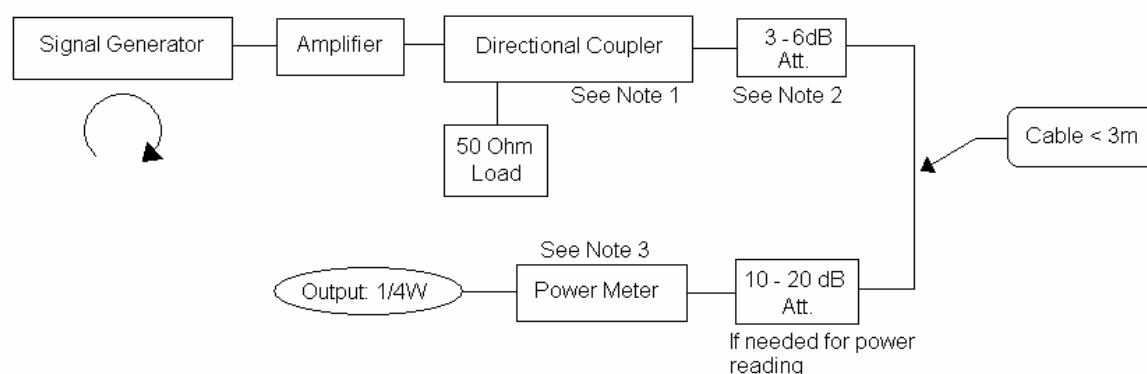 Signal Generator
Amplifier
Directional Coupler
3 - 6dB
Att.
See Note 1
See Note 2
50 Ohm
Load
Cable < 3m
See Note 3
Output: 1/4W
Power Meter
10 - 20 dB
Att.
If needed for power
reading